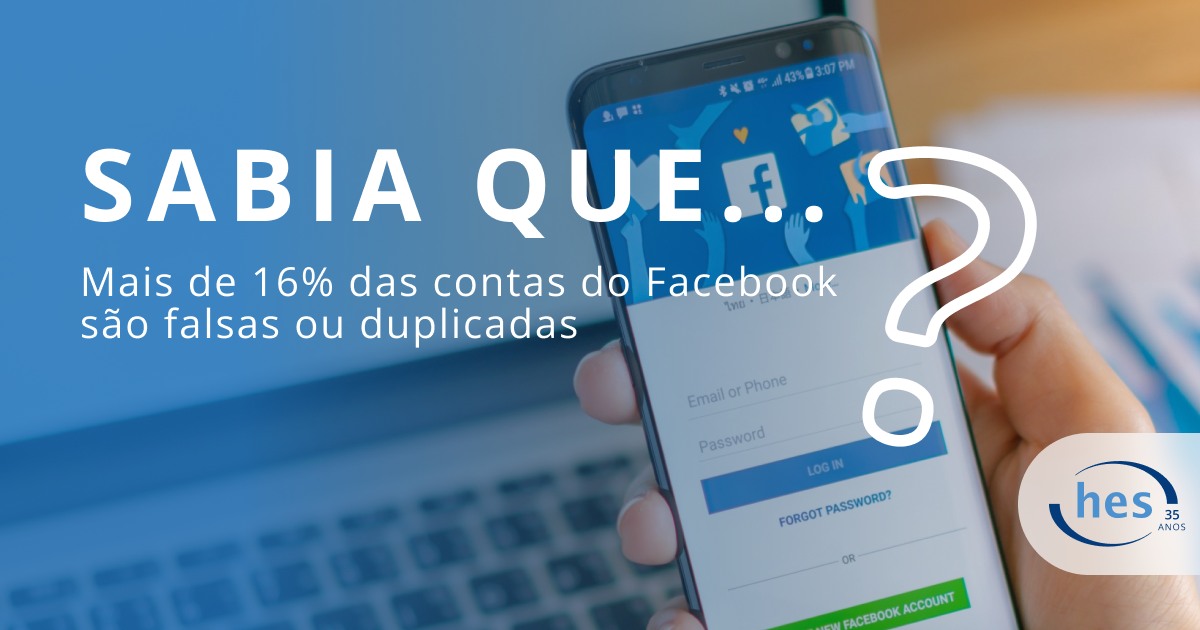 43% 3:07 PM
SABIA QUE...
?
Mais de 16% das contas do Facebook
são falsas ou duplicadas
Email or Phone
Password
LOG IN
FORGOT PASSWORD?
OR
NEW FACEBOOK ACCOUNT
hes
35
ANOS